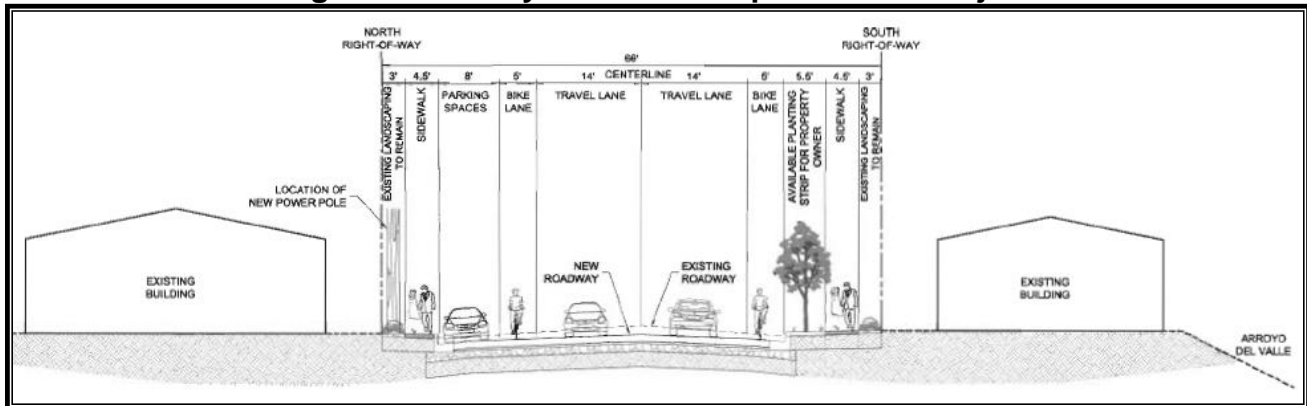 NORTH
RIGHT-OF-WAY
SOUTH
RIGHT-OF-WAY
66'
3'
4.5'
8'
5'
14'
CENTERLINE
14'
5'
5.5'
4.5'
3'
EXISTING LANDSCAPING
TO REMAIN
SIDEWALK
PARKING
SPACES
BIKE
LANE
TRAVEL LANE
TRAVEL LANE
BIKE
LANE
AVAILABLE PLANTING
STRIP FOR PROPERTY
OWNER
SIDEWALK
EXISTING LANDSCAPING
TO REMAIN
LOCATION OF
NEW POWER POLE
NEW
ROADWAY
EXISTING
ROADWAY
EXISTING
BUILDING
EXISTING
BUILDING
ARROYO
DEL VALLE